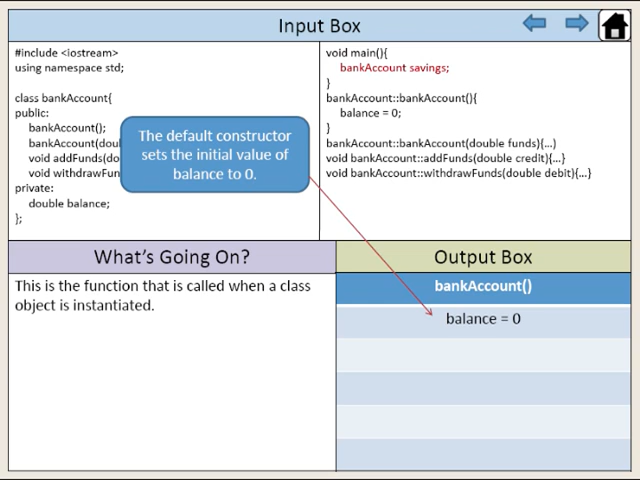 Input Box
#include <iostream>
using namespace std;
class bankAccount{
public:
bankAccount();
bankAccount(dou
void addFunds(do
void withdrawFun
private:
double balance;
};
The default constructor
sets the initial value of
balance to 0.
void main(){
bankAccount savings;
}
bankAccount::bankAccount(){
balance = 0;
}
bankAccount::bankAccount(double funds){...)
void bankAccount::addFunds(double credit){...}
void bankAccount::withdrawFunds(double debit){...}
What's Going On?
This is the function that is called when a class
object is instantiated.
Output Box
bankAccount()
balance = 0